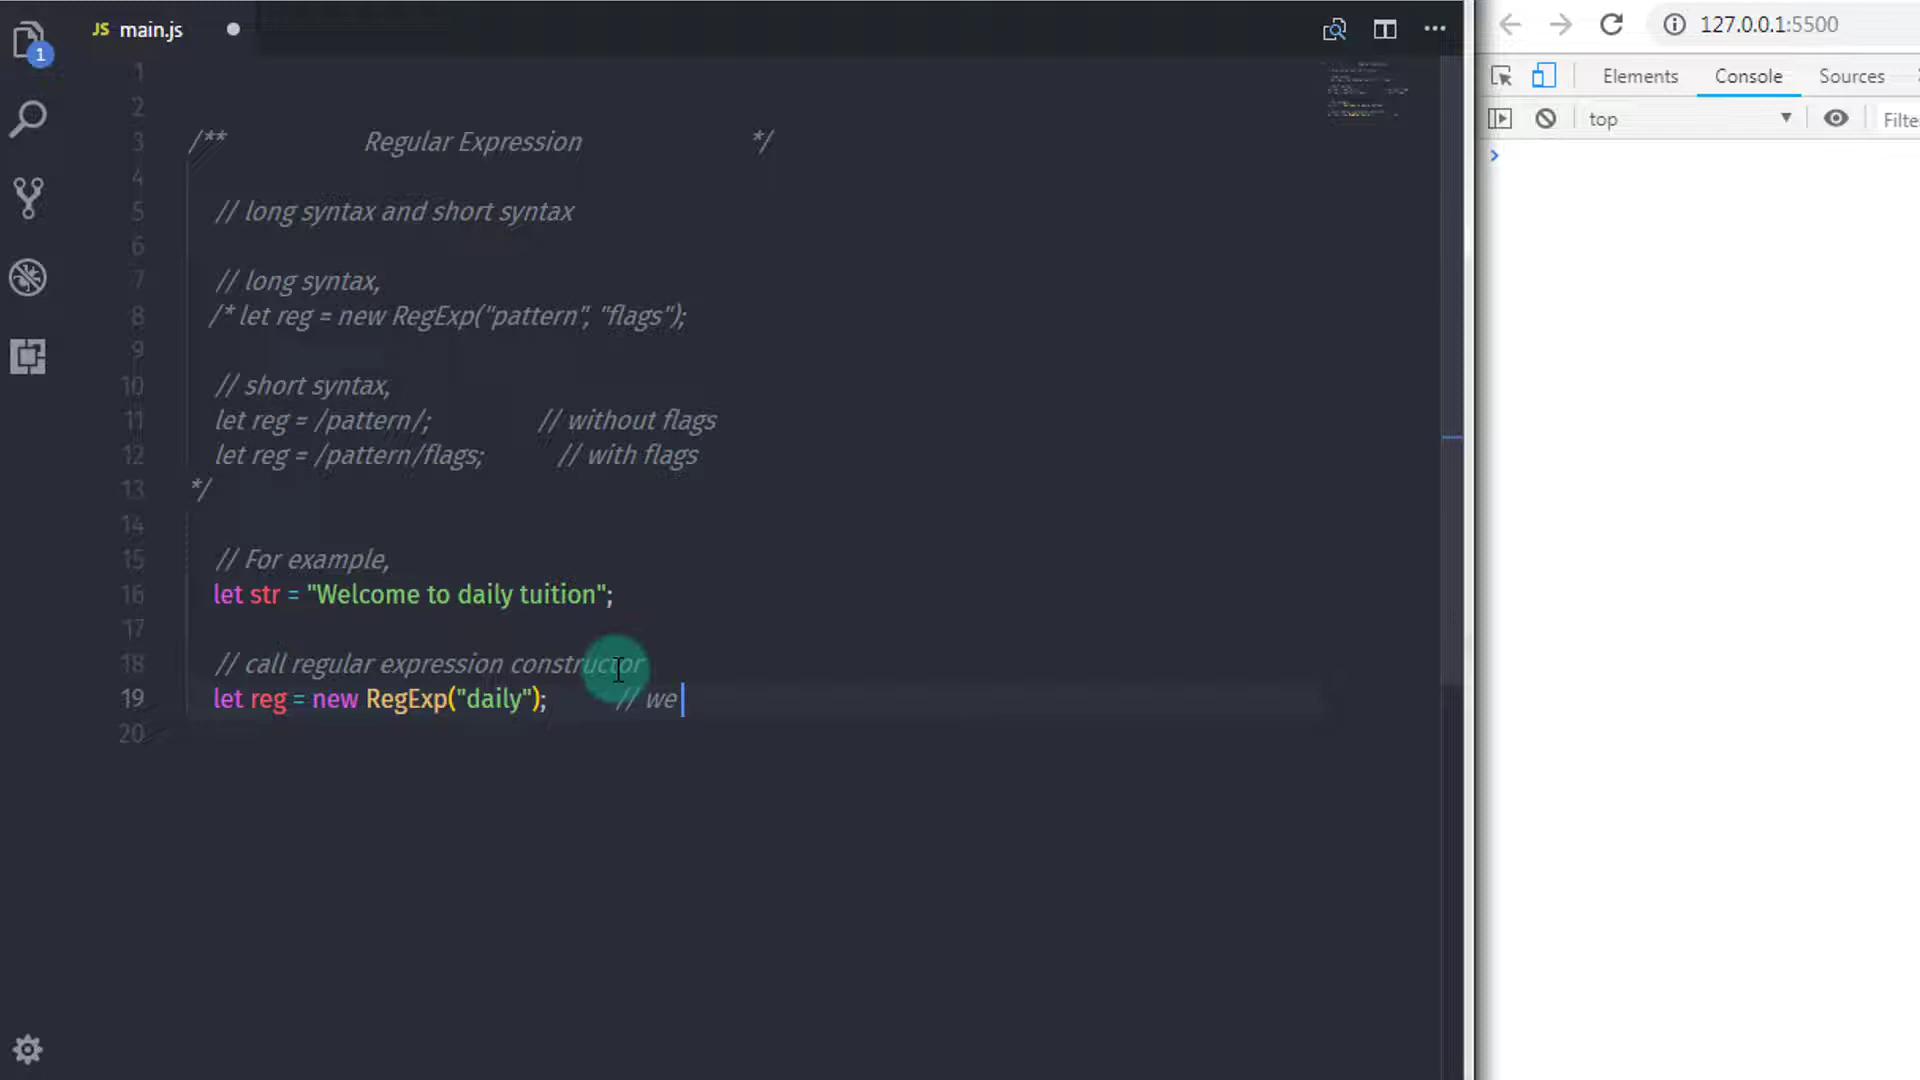 JS main.js
1
1
2
3 /** Regular Expression */
4
5 // long syntax and short syntax
6
7 // long syntax,
8 /* let reg = new RegExp("pattern", "flags");
9
10 // short syntax,
11 let reg = /pattern/; // without flags
12 let reg = /pattern/flags; // with flags
13 */
14
15 // For example,
16 let str = "Welcome to daily tuition";
17
18 // call regular expression constructor
19 let reg = new RegExp("daily"); // we
20
127.0.0.1:5500
Elements Console Sources
top Filte